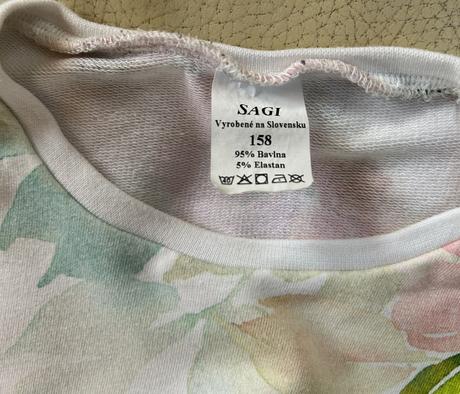 SAGI
Vyrobené na Slovensku
158
95% Bavlna
5% Elastan